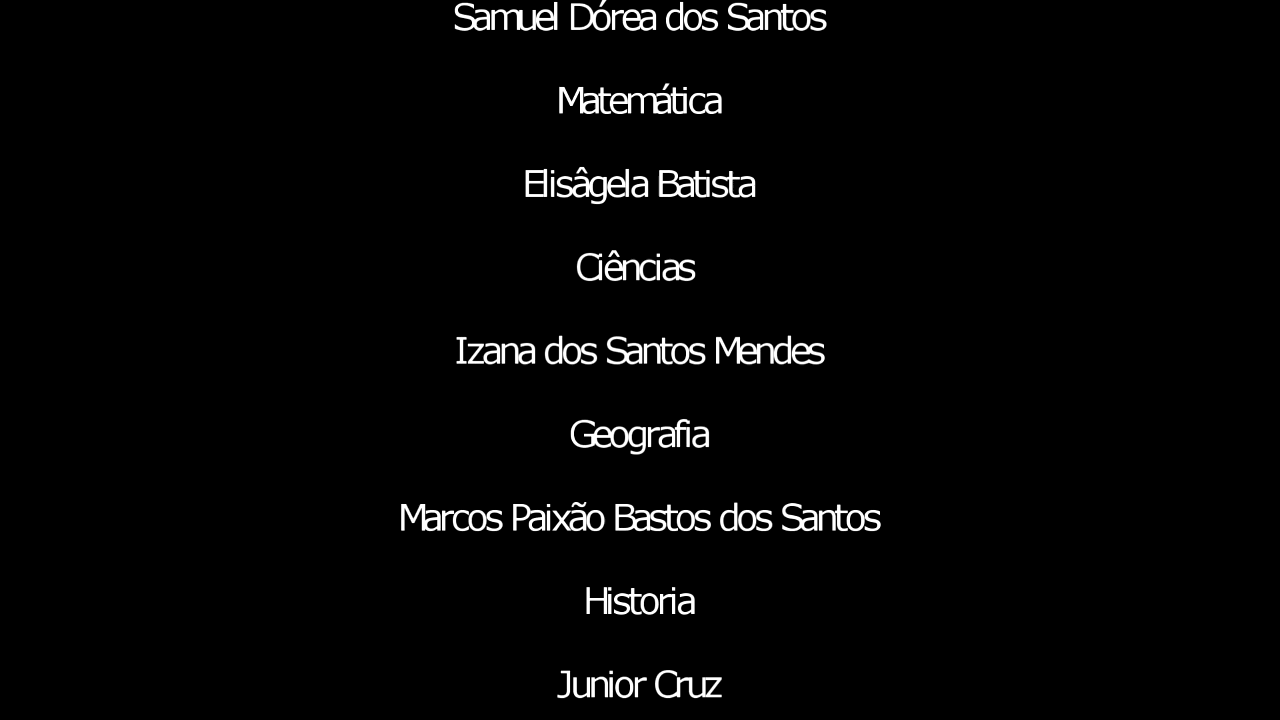 Samuel Dórea dos Santos
Matemática
Elisâgela Batista
Ciências
Izana dos Santos Mendes
Geografia
Marcos Paixão Bastos dos Santos
Historia
Junior Cruz